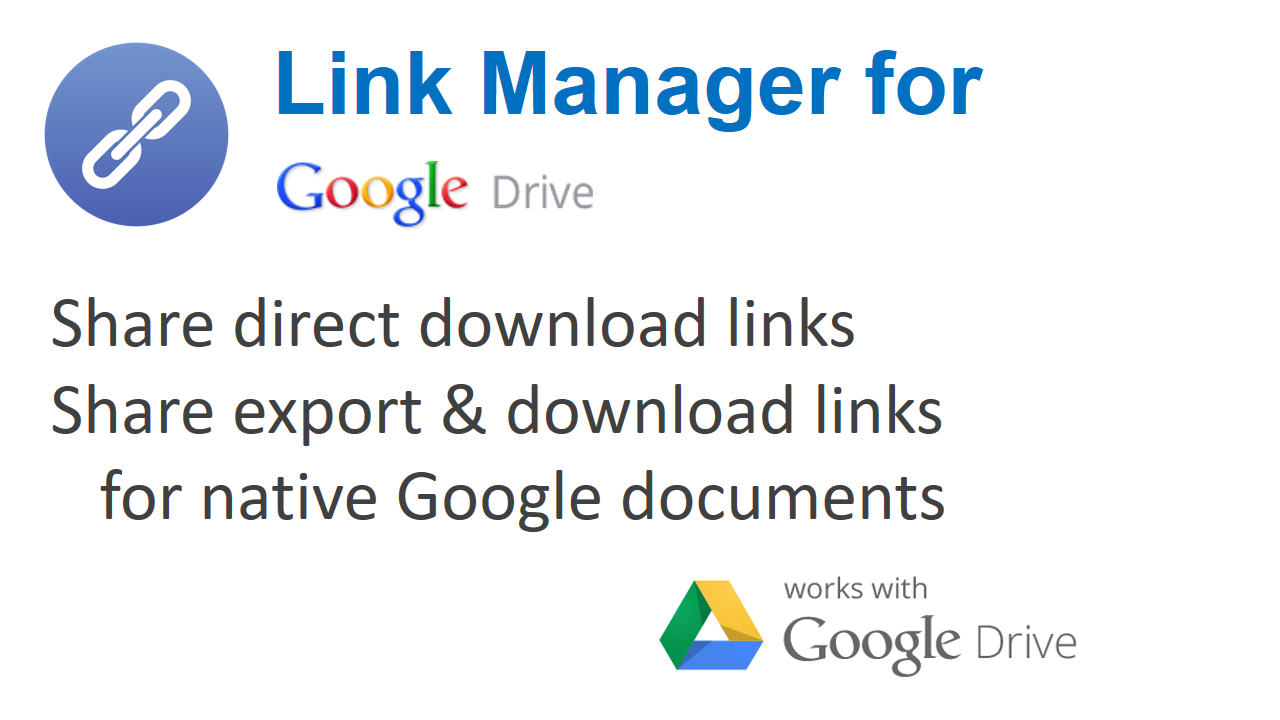 Link Manager for
Google Drive
Share direct download links
Share export & download links
for native Google documents
works with
Google Drive